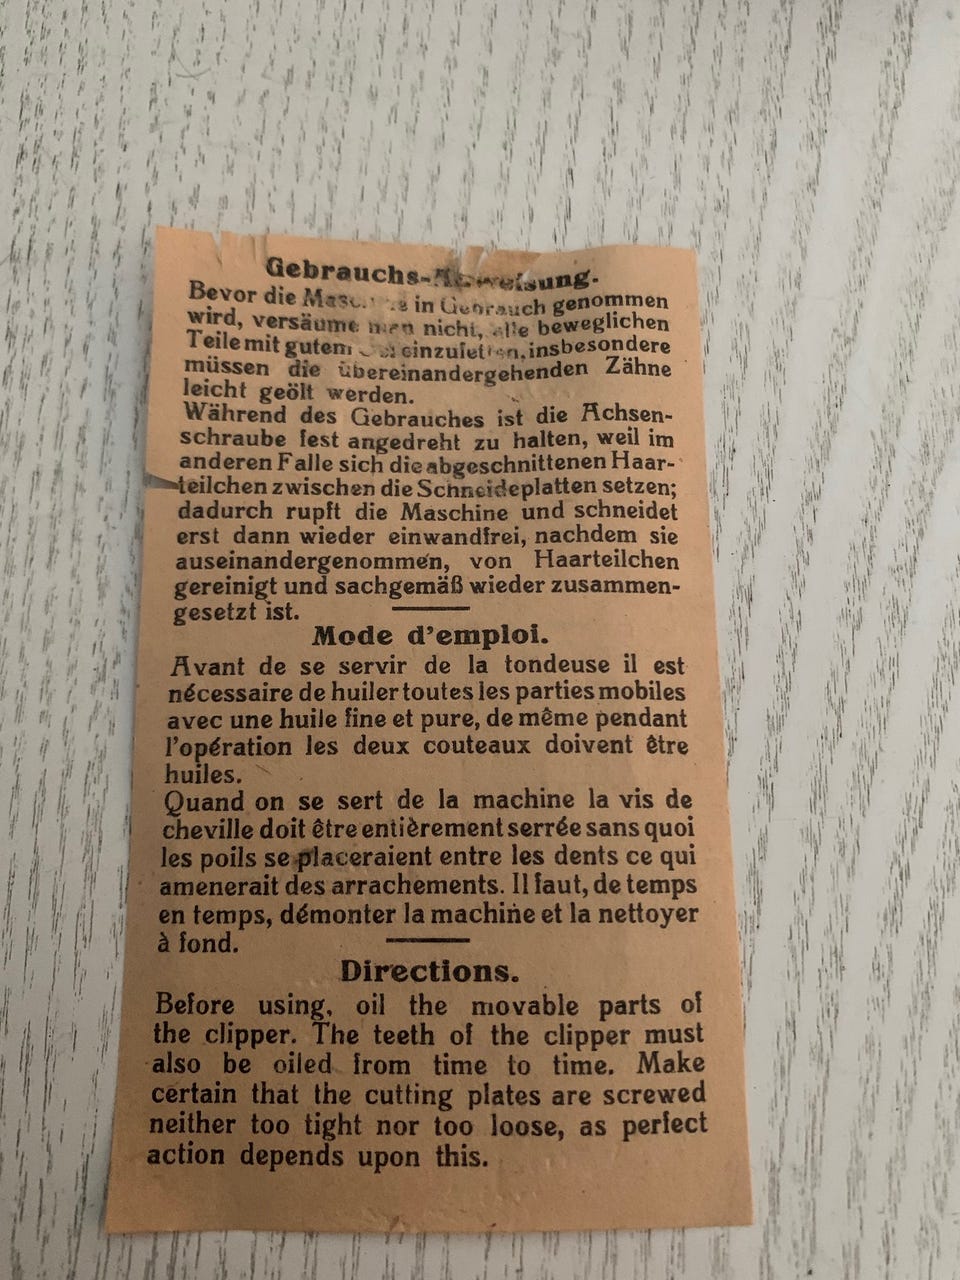 Gebrauchs-Anweisung.
Bevor die in Gebrauch genommen
wird, versäume man nicht, alle beweglichen
Teile mit gutem einzufetten, insbesondere
müssen die übereinandergehenden Zähne
leicht geölt werden.
Während des Gebrauches ist die Achsen-
schraube fest angedreht zu halten, weil im
anderen Falle sich die abgeschnittenen Haar-
teilchen zwischen die Schneideplatten setzen;
dadurch rupft die Maschine und schneidet
erst dann wieder einwandfrei, nachdem sie
auseinandergenommen, von Haarteilchen
gereinigt und sachgemäß wieder zusammen-
gesetzt ist.
Mode d'emploi.
Avant de se servir de la tondeuse il est
nécessaire de huiler toutes les parties mobiles
avec une huile fine et pure, de même pendant
l'opération les deux couteaux doivent être
huiles.
Quand on se sert de la machine la vis de
cheville doit être entièrement serrée sans quoi
les poils se placeraient entre les dents ce qui
amenerait des arrachements. Il faut, de temps
en temps, démonter la machine et la nettoyer
à fond.
Directions.
Before using, oil the movable parts of
the clipper. The teeth of the clipper must
also be oiled from time to time. Make
certain that the cutting plates are screwed
neither too tight nor too loose, as perfect
action depends upon this.